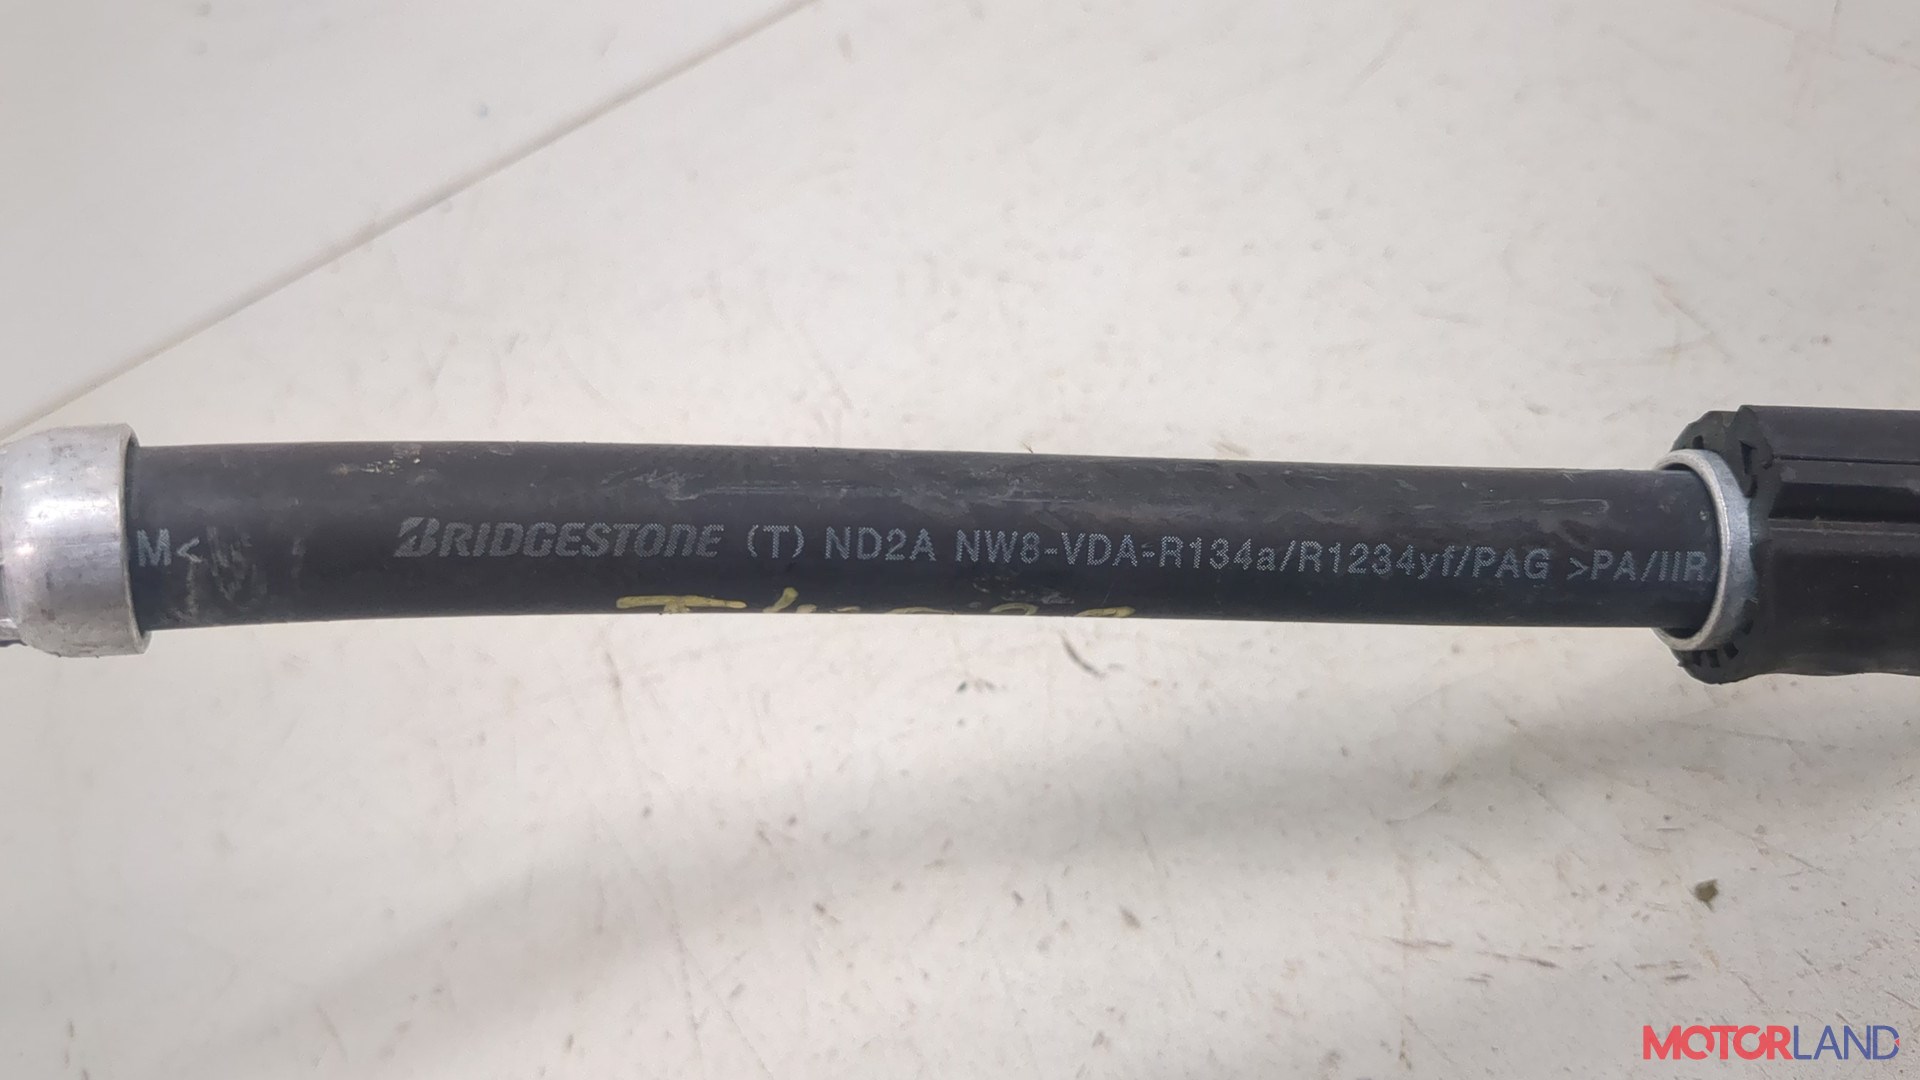 M< BRIDGESTONE (T) ND2A NW8-VDA-R134a/R1234yf/PAG >PA/IIR
MOTORLAND